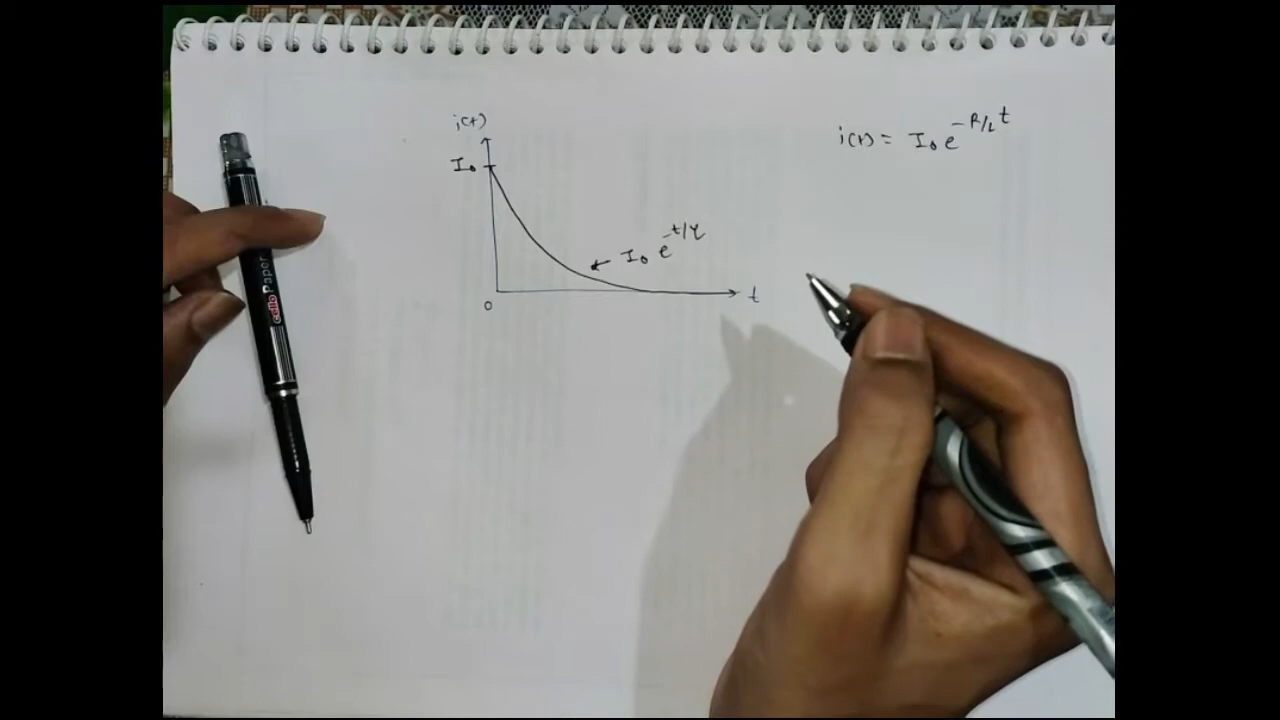 i(t)
I₀
I₀ e^-t/τ
0
t
i(t) = I₀ e^-R/L t
cello Paper